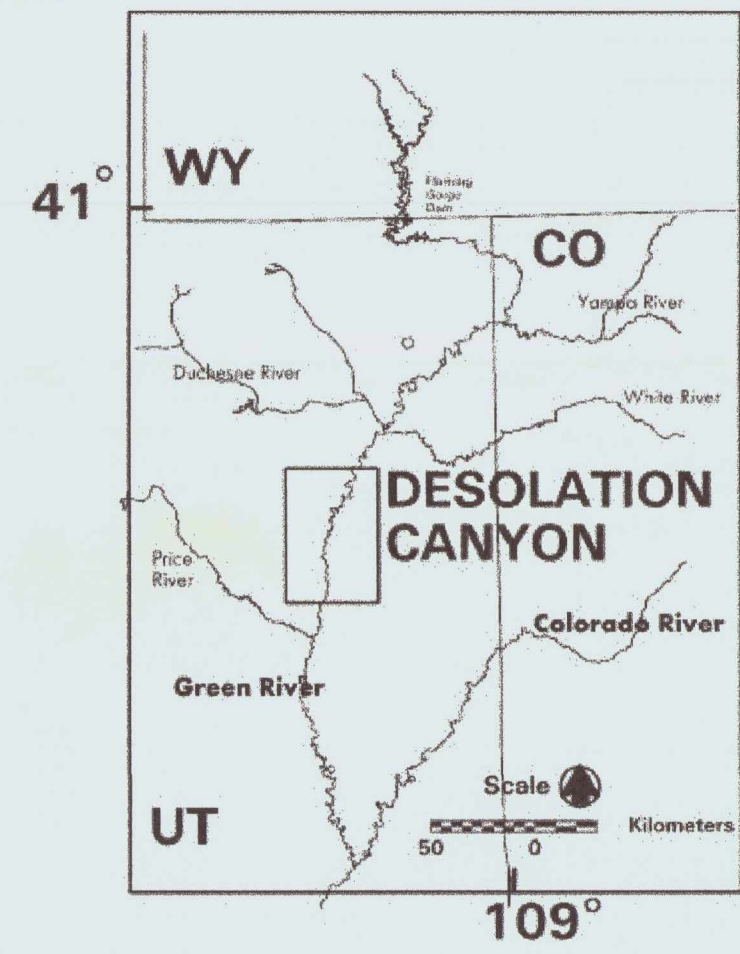 WY
41°
Flaming
Gorge
Dam
CO
Yampa River
Duchesne River
White River
DESOLATION
CANYON
Price
River
Colorado River
Green River
Scale
UT
Kilometers
50 0
109°